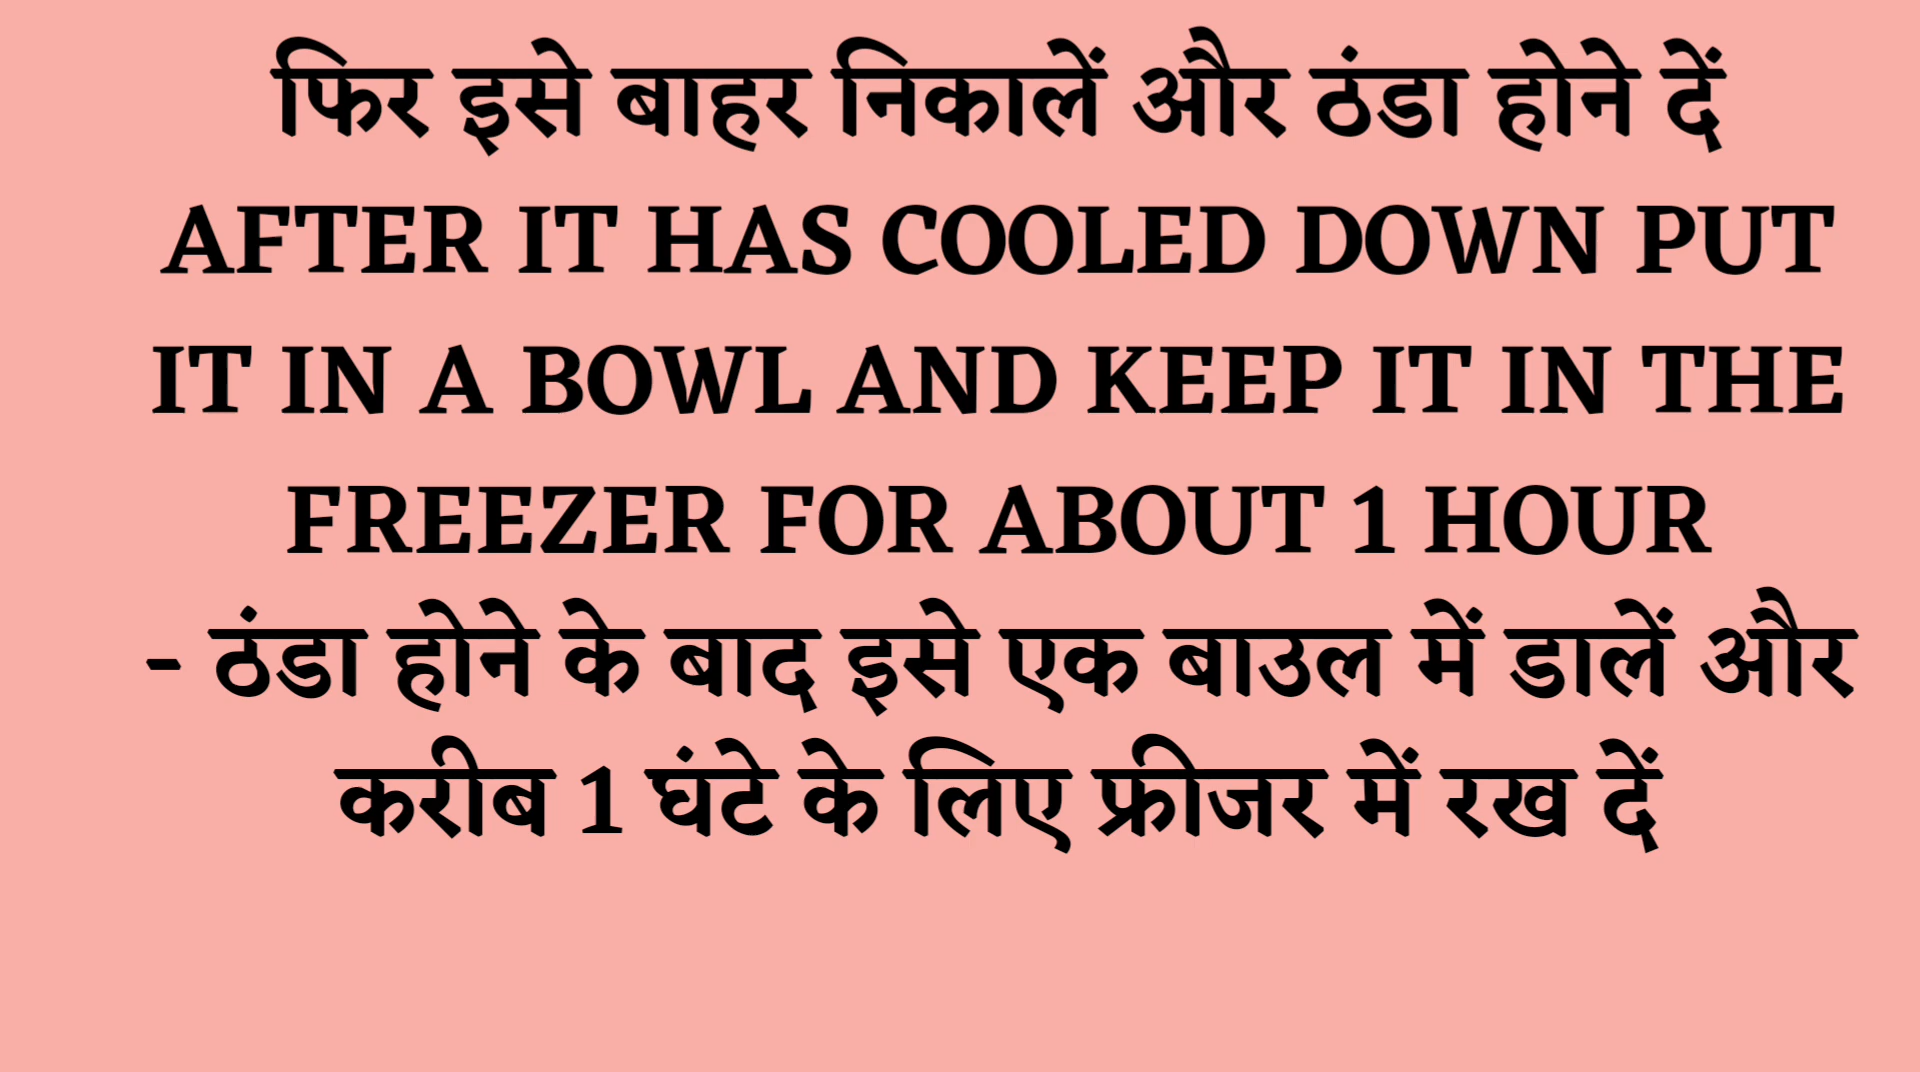 फिर इसे बाहर निकालें और ठंडा होने दें
AFTER IT HAS COOLED DOWN PUT
IT IN A BOWL AND KEEP IT IN THE
FREEZER FOR ABOUT 1 HOUR
- ठंडा होने के बाद इसे एक बाउल में डालें और
करीब 1 घंटे के लिए फ्रीजर में रख दें